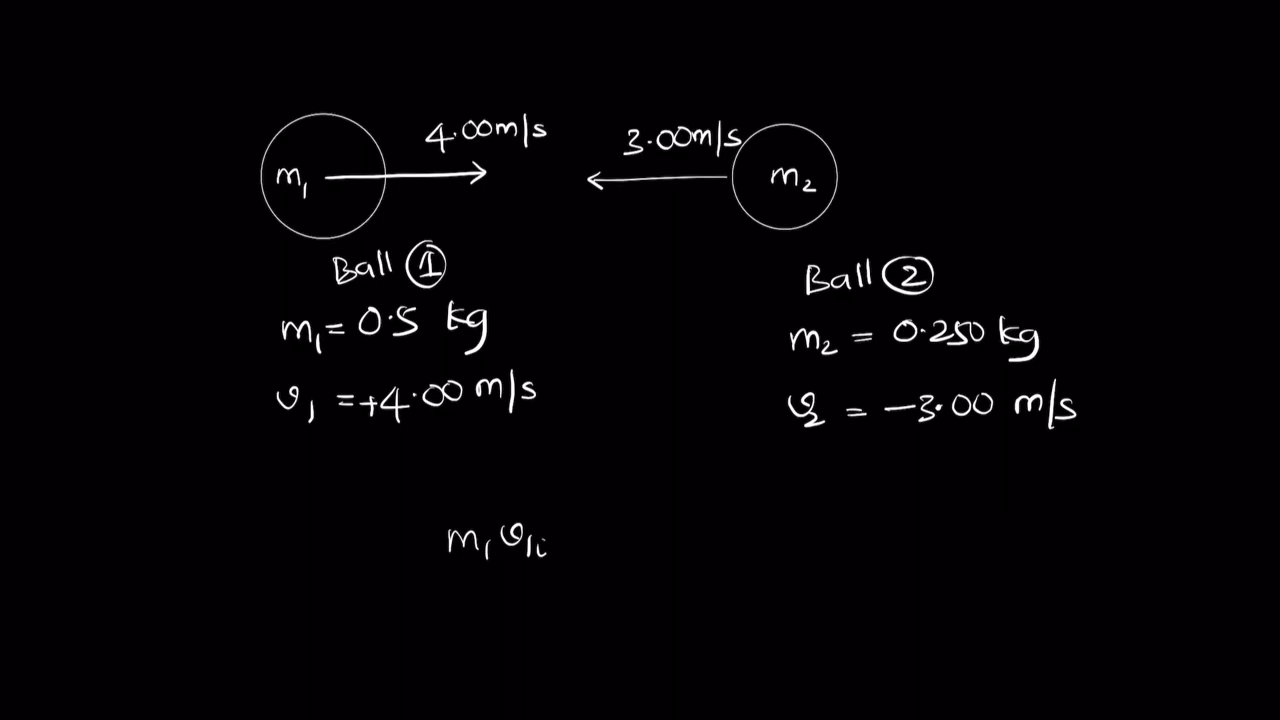 4.00m/s 3.00m/s
m₁ m₂
Ball ① Ball ②
m₁ = 0.5 kg m₂ = 0.250 kg
v₁ = +4.00 m/s v₂ = -3.00 m/s
m₁ v₁ᵢ